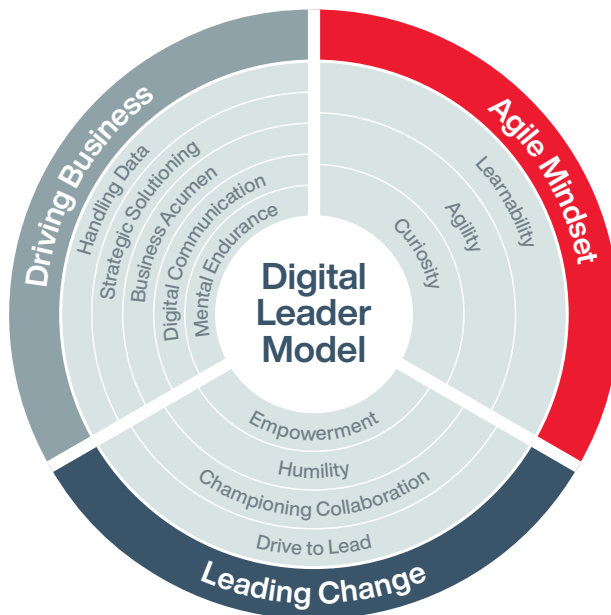 Driving Business
Handling Data
Strategic Solutioning
Business Acumen
Digital Communication
Mental Endurance
Agile Mindset
Learnability
Agility
Curiosity
Digital
Leader
Model
Empowerment
Humility
Championing Collaboration
Drive to Lead
Leading Change